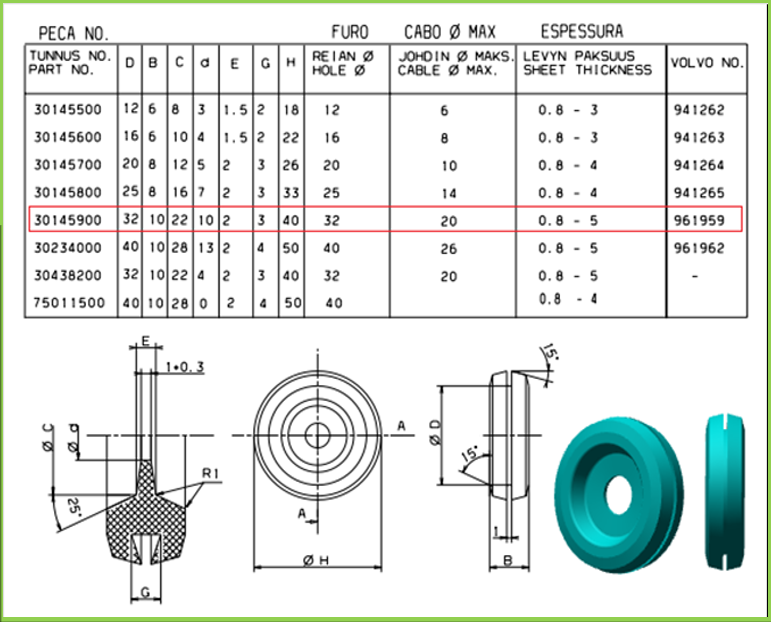 PECA NO. FURO CABO Ø MAX ESPESSURA
TUNNUS NO. D B C d E G H REIAN Ø JOHDIN Ø MAKS. LEVYN PAKSUUS VOLVO NO.
PART NO. HOLE Ø CABLE Ø MAX. SHEET THICKNESS
30145500 12 6 8 3 1.5 2 18 12 6 0.8 - 3 941262
30145600 16 6 10 4 1.5 2 22 16 8 0.8 - 3 941263
30145700 20 8 12 5 2 3 26 20 10 0.8 - 4 941264
30145800 25 8 16 7 2 3 33 25 14 0.8 - 4 941265
30145900 32 10 22 10 2 3 40 32 20 0.8 - 5 961959
30234000 40 10 28 13 2 4 50 40 26 0.8 - 5 961962
30438200 32 10 22 4 2 3 40 32 20 0.8 - 5 -
75011500 40 10 28 0 2 4 50 40 0.8 - 4
E
1+0.3
Ø C
Ø d
R1
25°
G
A
A
Ø H
15°
Ø D
15°
1
B